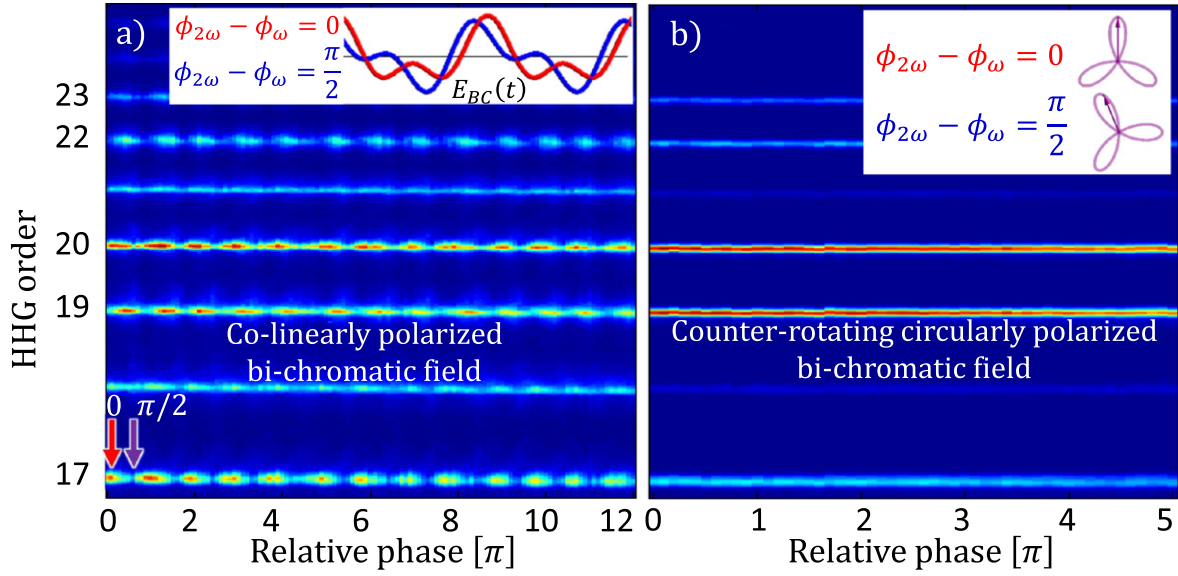 a)
ϕ2ω − ϕω = 0
ϕ2ω − ϕω = π/2
E_BC(t)
b)
ϕ2ω − ϕω = 0
ϕ2ω − ϕω = π/2
HHG order
23
22
20
19
17
Co-linearly polarized
bi-chromatic field
0 π/2
Counter-rotating circularly polarized
bi-chromatic field
0 2 4 6 8 10 12
Relative phase [π]
0 1 2 3 4 5
Relative phase [π]